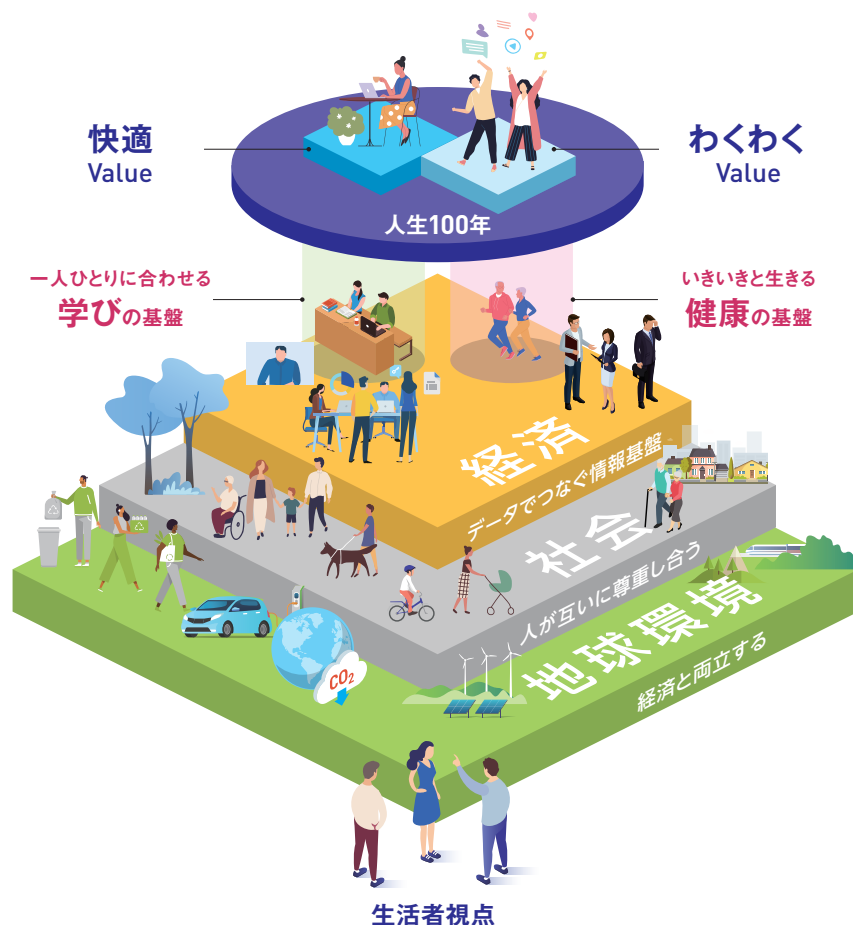 快適
Value
わくわく
Value
人生100年
一人ひとりに合わせる
学びの基盤
いきいきと生きる
健康の基盤
経済
データでつなぐ情報基盤
社会
人が互いに尊重し合う
地球環境
経済と両立する
CO2
生活者視点